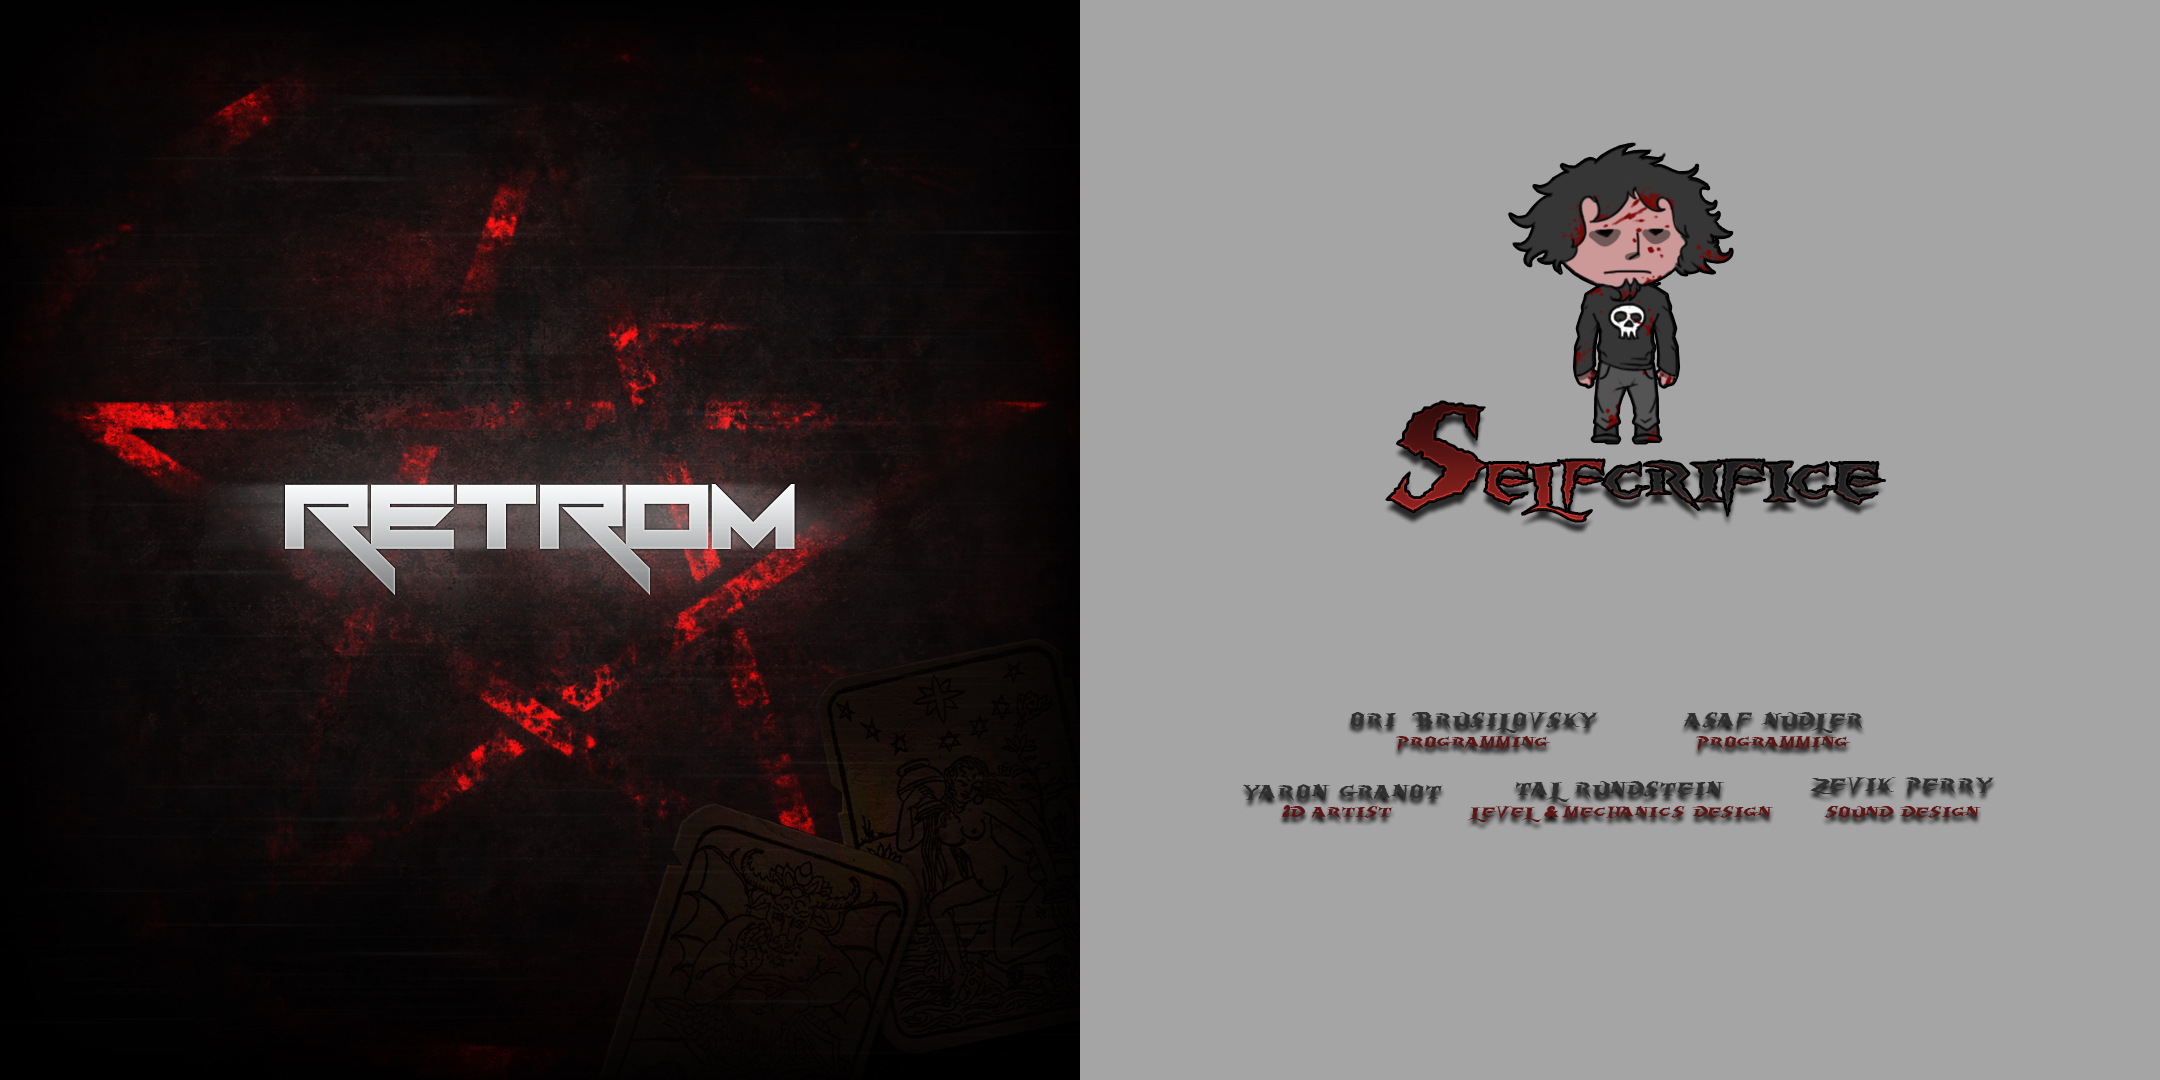 RETROM
SELFCRIFICE
ORI BRUSILOVSKY ASAF NUDLER
PROGRAMMING PROGRAMMING
YARON GRANOT TAL RUNDSTEIN ZEVIK PERRY
2D ARTIST LEVEL & MECHANICS DESIGN SOUND DESIGN